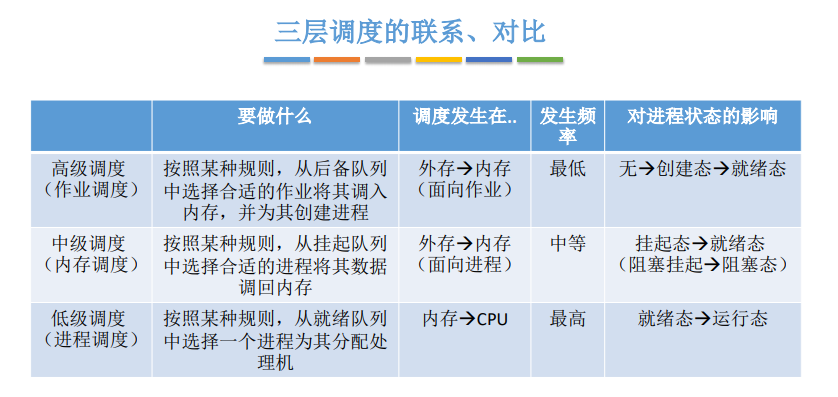 三层调度的联系、对比
要做什么
调度发生在..
发生频
率
对进程状态的影响
高级调度
（作业调度）
按照某种规则，从后备队列
中选择合适的作业将其调入
内存，并为其创建进程
外存→内存
（面向作业）
最低
无→创建态→就绪态
中级调度
（内存调度）
按照某种规则，从挂起队列
中选择合适的进程将其数据
调回内存
外存→内存
（面向进程）
中等
挂起态→就绪态
（阻塞挂起→阻塞态）
低级调度
（进程调度）
按照某种规则，从就绪队列
中选择一个进程为其分配处
理机
内存→CPU
最高
就绪态→运行态